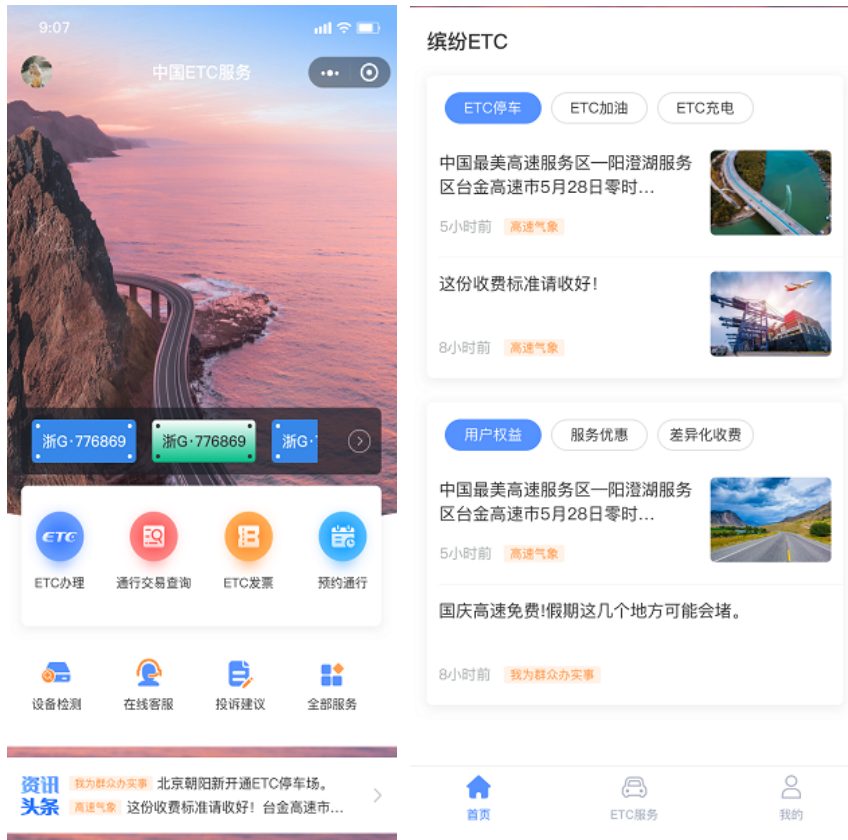 9:07
中国ETC服务
浙G·776869
浙G·776869
浙G·
ETC
ETC办理
通行交易查询
ETC发票
预约通行
设备检测
在线客服
投诉建议
全部服务
资讯
头条
我为群众办实事 北京朝阳新开通ETC停车场。
高速气象 这份收费标准请收好！台金高速市...
缤纷ETC
ETC停车
ETC加油
ETC充电
中国最美高速服务区—阳澄湖服务
区台金高速市5月28日零时...
5小时前 高速气象
这份收费标准请收好!
8小时前 高速气象
用户权益
服务优惠
差异化收费
中国最美高速服务区—阳澄湖服务
区台金高速市5月28日零时...
5小时前 高速气象
国庆高速免费!假期这几个地方可能会堵。
8小时前 我为群众办实事
首页
ETC服务
我的